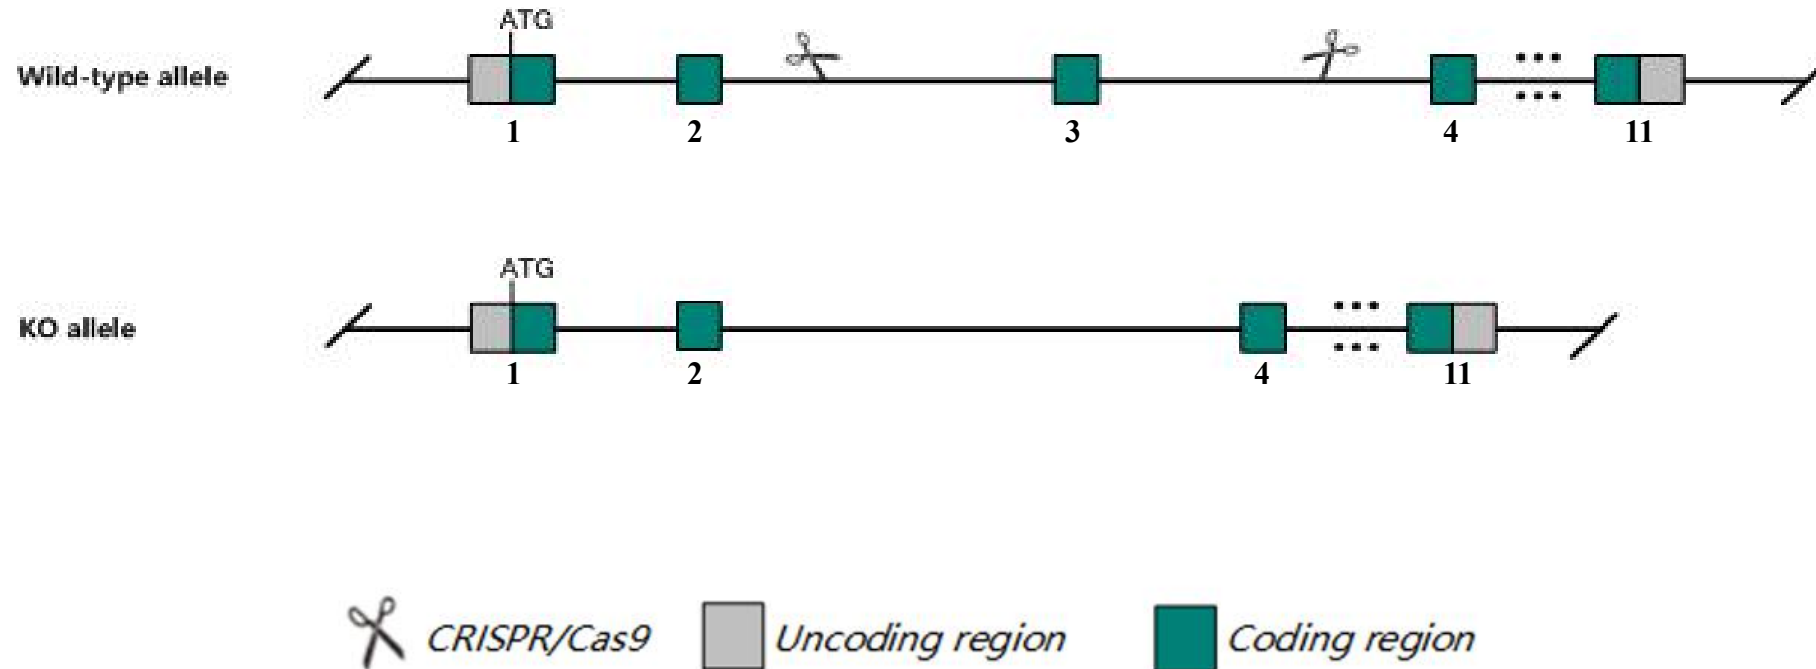 ATG
Wild-type allele
1 2 3 4 11
ATG
KO allele
1 2 4 11
CRISPR/Cas9 Uncoding region Coding region